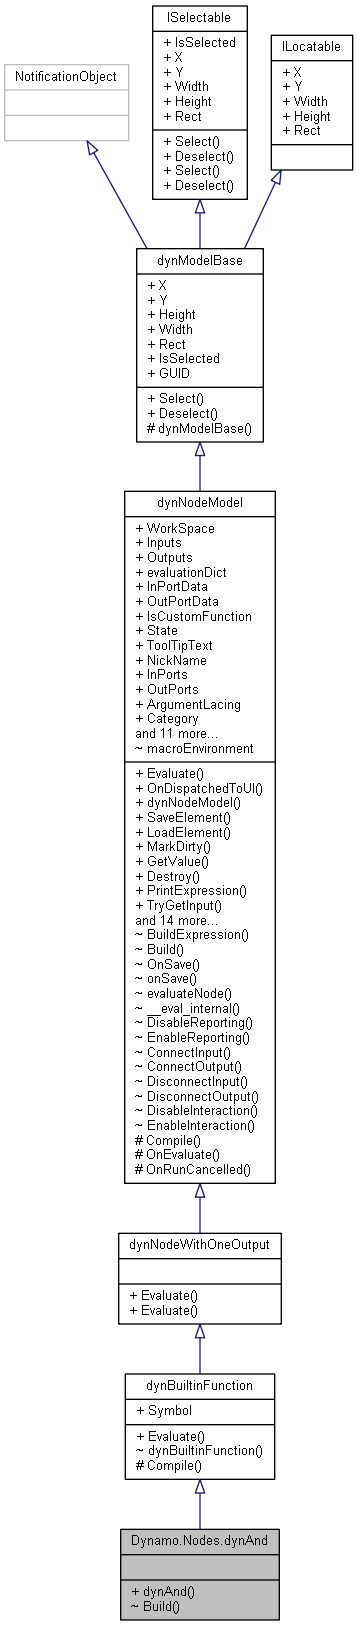 NotificationObject
ISelectable
+ IsSelected
+ X
+ Y
+ Width
+ Height
+ Rect
+ Select()
+ Deselect()
+ Select()
+ Deselect()
ILocatable
+ X
+ Y
+ Width
+ Height
+ Rect
dynModelBase
+ X
+ Y
+ Height
+ Width
+ Rect
+ IsSelected
+ GUID
+ Select()
+ Deselect()
# dynModelBase()
dynNodeModel
+ WorkSpace
+ Inputs
+ Outputs
+ evaluationDict
+ InPortData
+ OutPortData
+ IsCustomFunction
+ State
+ ToolTipText
+ NickName
+ InPorts
+ OutPorts
+ ArgumentLacing
+ Category
and 11 more...
~ macroEnvironment
+ Evaluate()
+ OnDispatchedToUI()
+ dynNodeModel()
+ SaveElement()
+ LoadElement()
+ MarkDirty()
+ GetValue()
+ Destroy()
+ PrintExpression()
+ TryGetInput()
and 14 more...
~ BuildExpression()
~ Build()
~ OnSave()
~ onSave()
~ evaluateNode()
~ __eval_internal()
~ DisableReporting()
~ EnableReporting()
~ ConnectInput()
~ ConnectOutput()
~ DisconnectInput()
~ DisconnectOutput()
~ DisableInteraction()
~ EnableInteraction()
# Compile()
# OnEvaluate()
# OnRunCancelled()
dynNodeWithOneOutput
+ Evaluate()
+ Evaluate()
dynBuiltinFunction
+ Symbol
+ Evaluate()
~ dynBuiltinFunction()
# Compile()
Dynamo.Nodes.dynAnd
+ dynAnd()
~ Build()